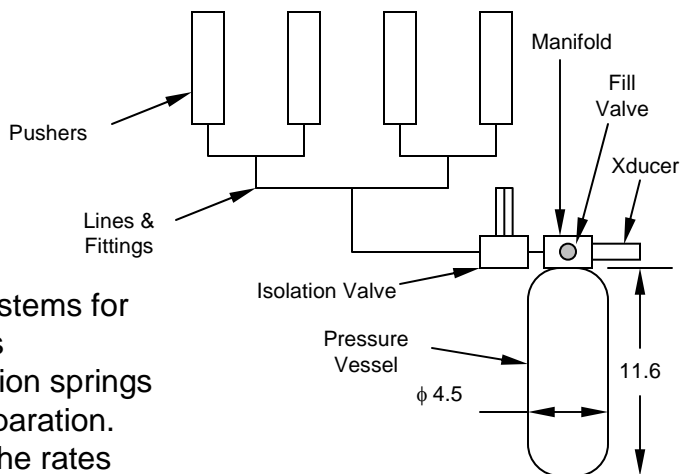 Manifold
Fill
Valve
Pushers
Xducer
Lines &
Fittings
Isolation Valve
stems for
s
Pressure
Vessel
11.6
ion springs
ϕ 4.5
paration.
he rates